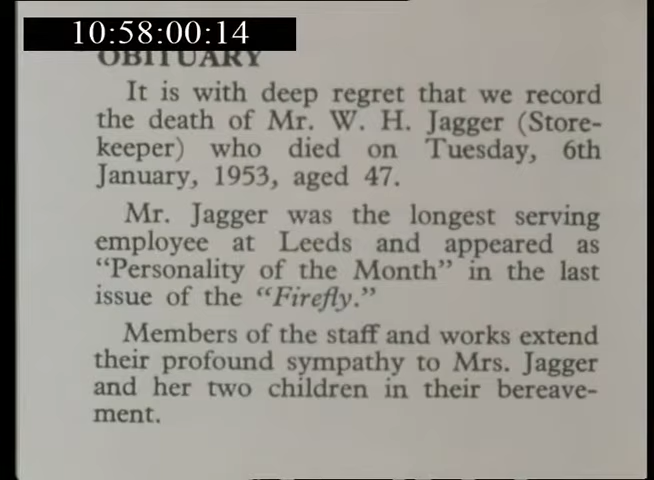 10:58:00:14
OBITUARY
It is with deep regret that we record
the death of Mr. W. H. Jagger (Store-
keeper) who died on Tuesday, 6th
January, 1953, aged 47.
Mr. Jagger was the longest serving
employee at Leeds and appeared as
“Personality of the Month” in the last
issue of the “Firefly.”
Members of the staff and works extend
their profound sympathy to Mrs. Jagger
and her two children in their bereave-
ment.